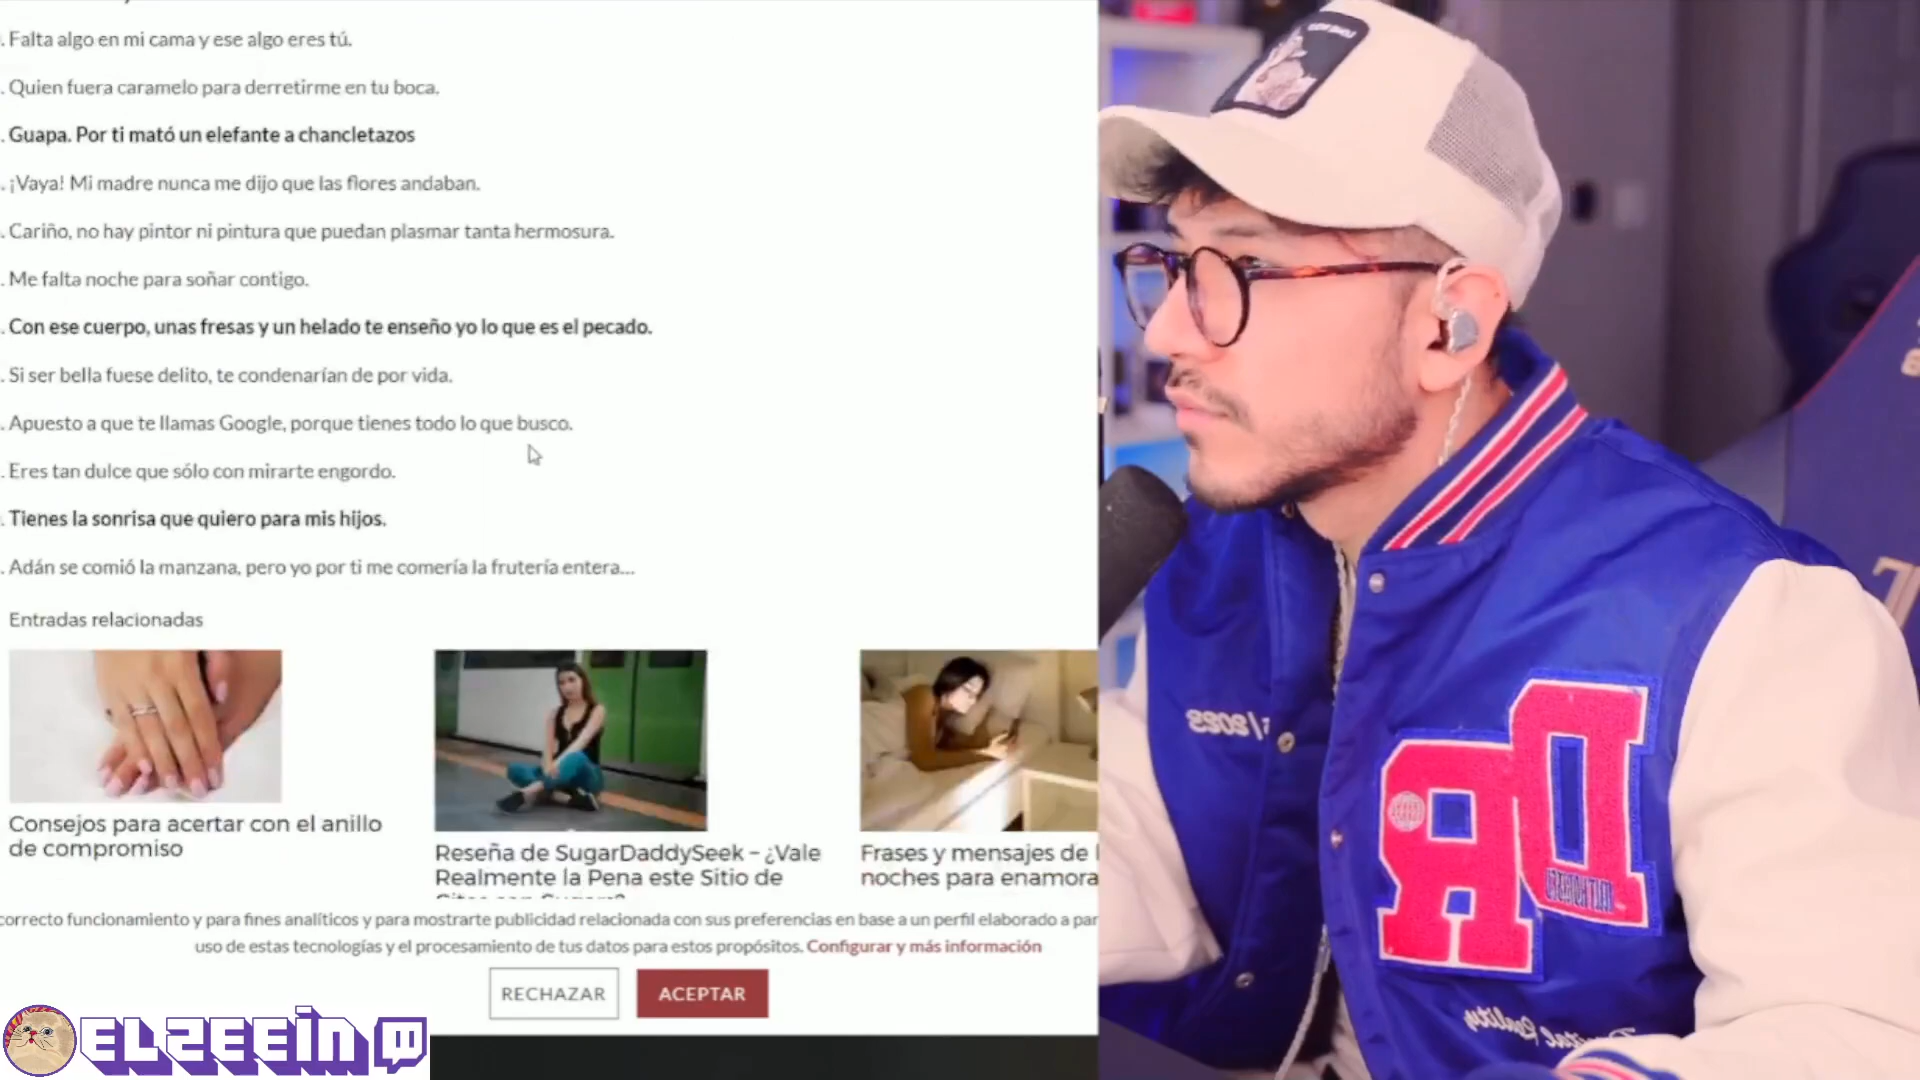 . Falta algo en mi cama y ese algo eres tú.
. Quien fuera caramelo para derretirme en tu boca.
. Guapa. Por ti mató un elefante a chancletazos
. ¡Vaya! Mi madre nunca me dijo que las flores andaban.
. Cariño, no hay pintor ni pintura que puedan plasmar tanta hermosura.
. Me falta noche para soñar contigo.
. Con ese cuerpo, unas fresas y un helado te enseño yo lo que es el pecado.
. Si ser bella fuese delito, te condenarían de por vida.
. Apuesto a que te llamas Google, porque tienes todo lo que busco.
. Eres tan dulce que sólo con mirarte engordo.
. Tienes la sonrisa que quiero para mis hijos.
. Adán se comió la manzana, pero yo por ti me comería la frutería entera...
Entradas relacionadas
Consejos para acertar con el anillo
de compromiso
Reseña de SugarDaddySeek – ¿Vale
Realmente la Pena este Sitio de
Frases y mensajes de
noches para enamora
correcto funcionamiento y para fines analíticos y para mostrarte publicidad relacionada con sus preferencias en base a un perfil elaborado a par
uso de estas tecnologías y el procesamiento de tus datos para estos propósitos. Configurar y más información
RECHAZAR
ACEPTAR
ELZEEIN
2023